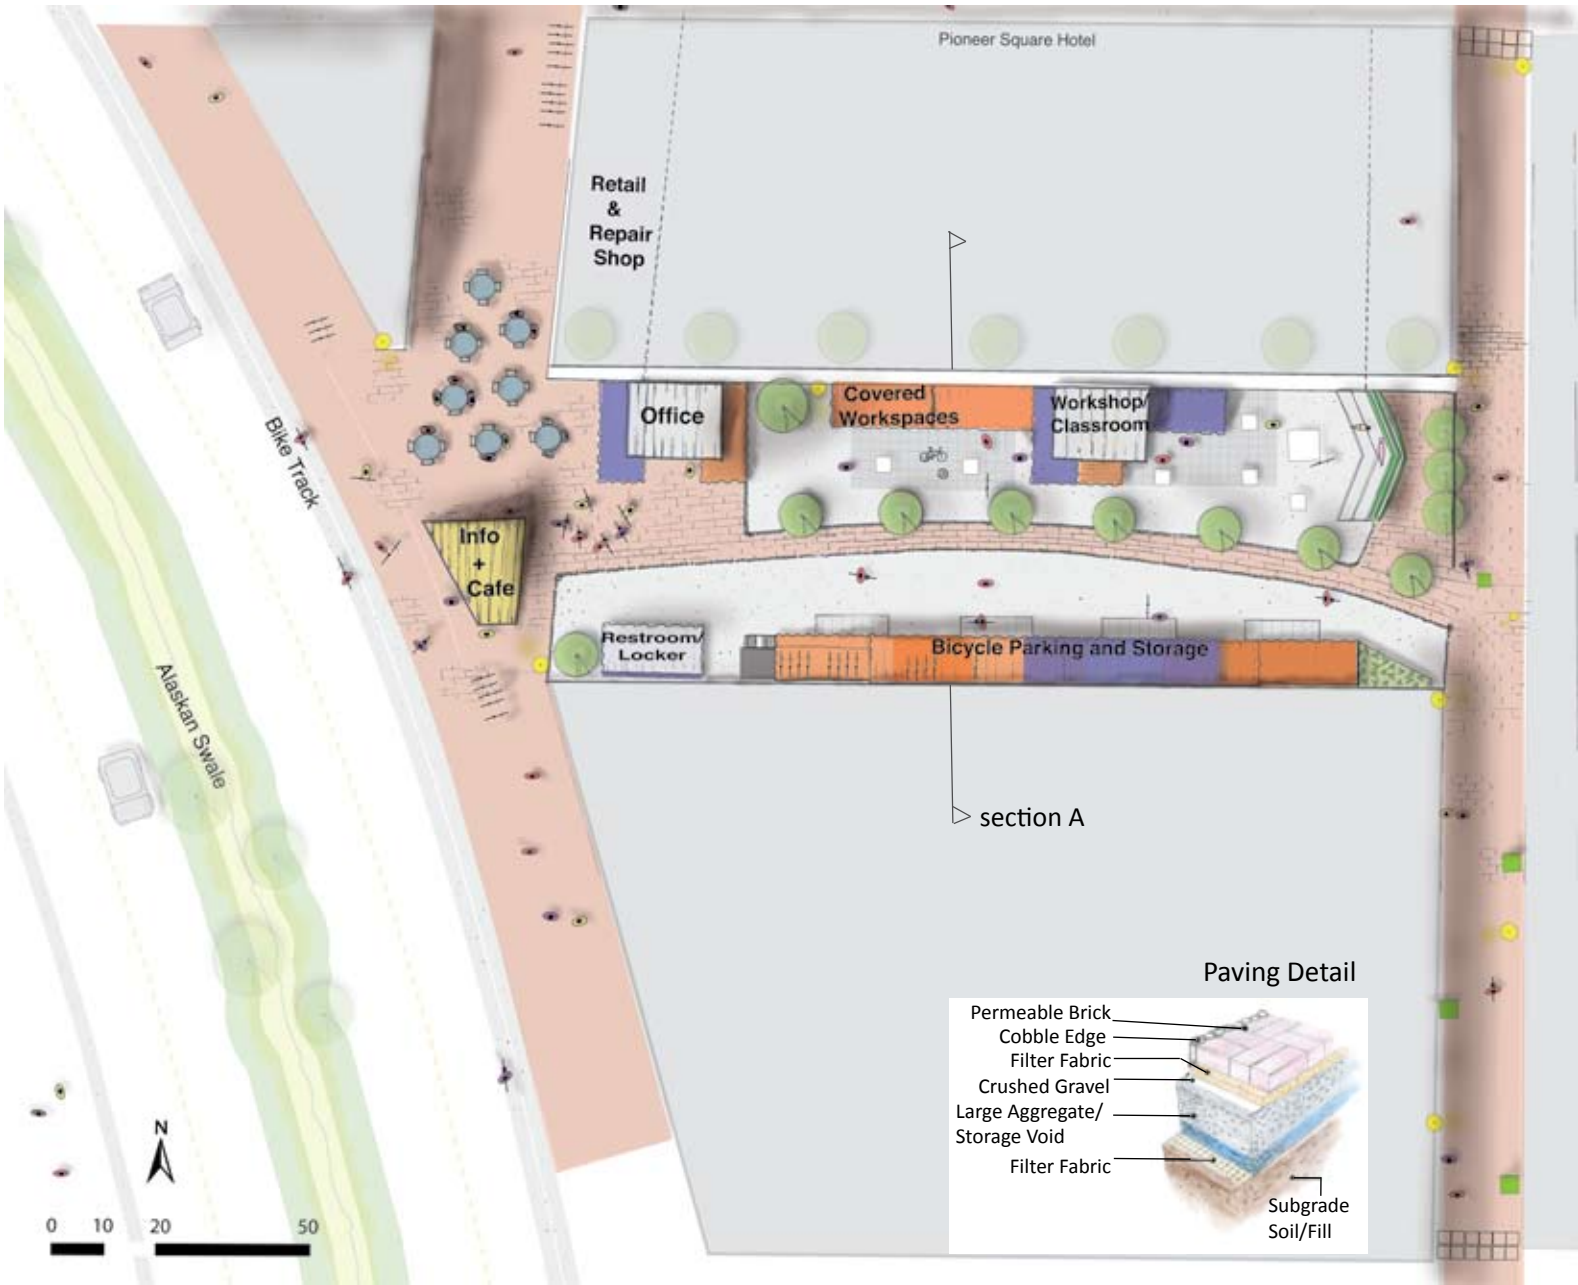 Pioneer Square Hotel
Retail
&
Repair
Shop
Office
Covered
Workspaces
Workshop/
Classroom
Bike Track
Info
+
Cafe
Restroom/
Locker
Bicycle Parking and Storage
Alaskan Swale
section A
Paving Detail
Permeable Brick
Cobble Edge
Filter Fabric
Crushed Gravel
Large Aggregate/
Storage Void
Filter Fabric
Subgrade
Soil/Fill
N
0 10 20 50